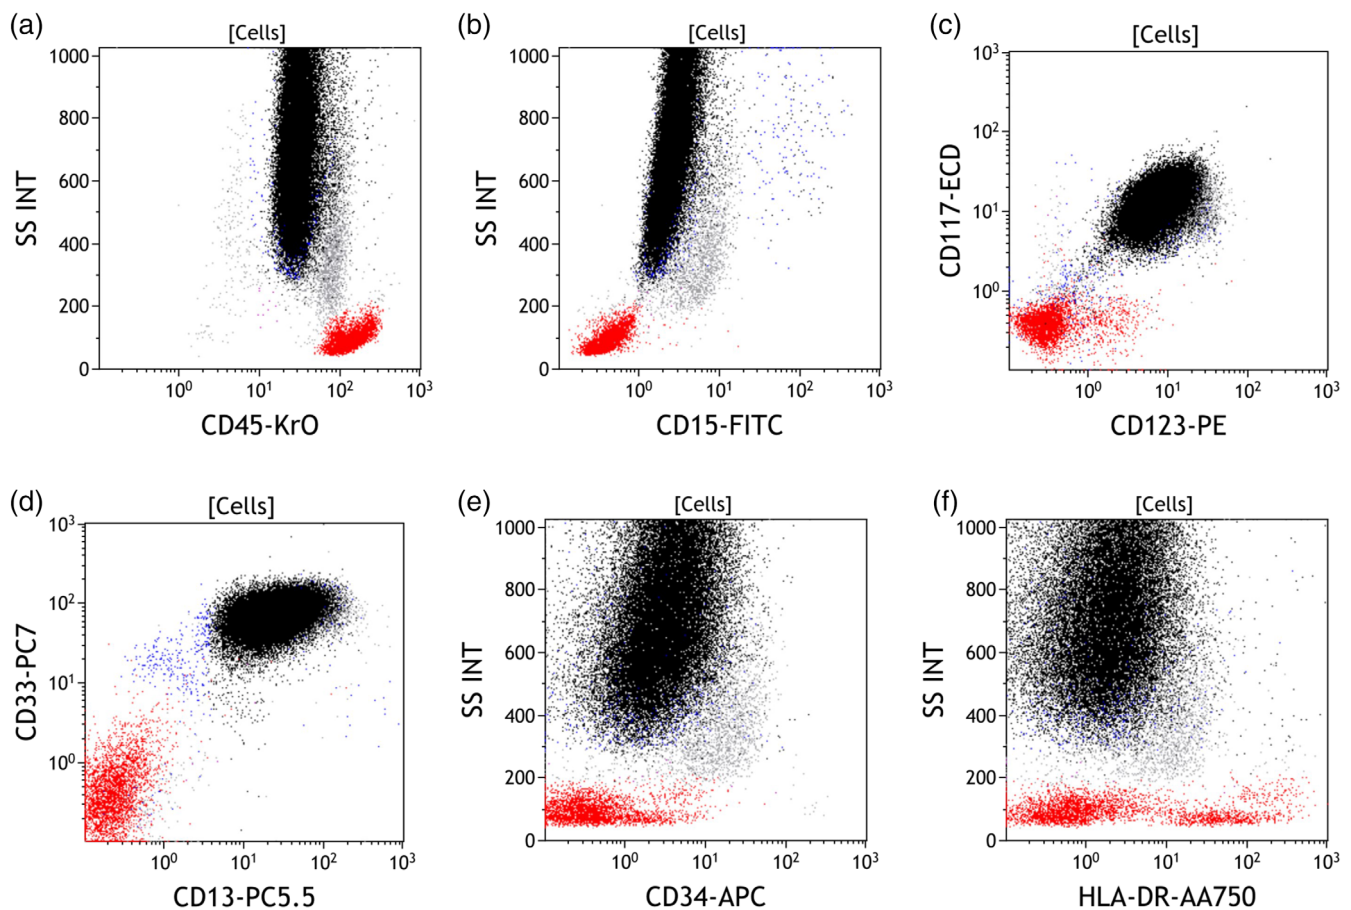 (a)
[Cells]
SS INT
1000
800
600
400
200
0
10⁰ 10¹ 10² 10³
CD45-KrO
(b)
[Cells]
SS INT
1000
800
600
400
200
0
10⁰ 10¹ 10² 10³
CD15-FITC
(c)
[Cells]
CD117-ECD
10³
10²
10¹
10⁰
10⁰ 10¹ 10² 10³
CD123-PE
(d)
[Cells]
CD33-PC7
10³
10²
10¹
10⁰
10⁰ 10¹ 10² 10³
CD13-PC5.5
(e)
[Cells]
SS INT
1000
800
600
400
200
0
10⁰ 10¹ 10² 10³
CD34-APC
(f)
[Cells]
SS INT
1000
800
600
400
200
0
10⁰ 10¹ 10² 10³
HLA-DR-AA750